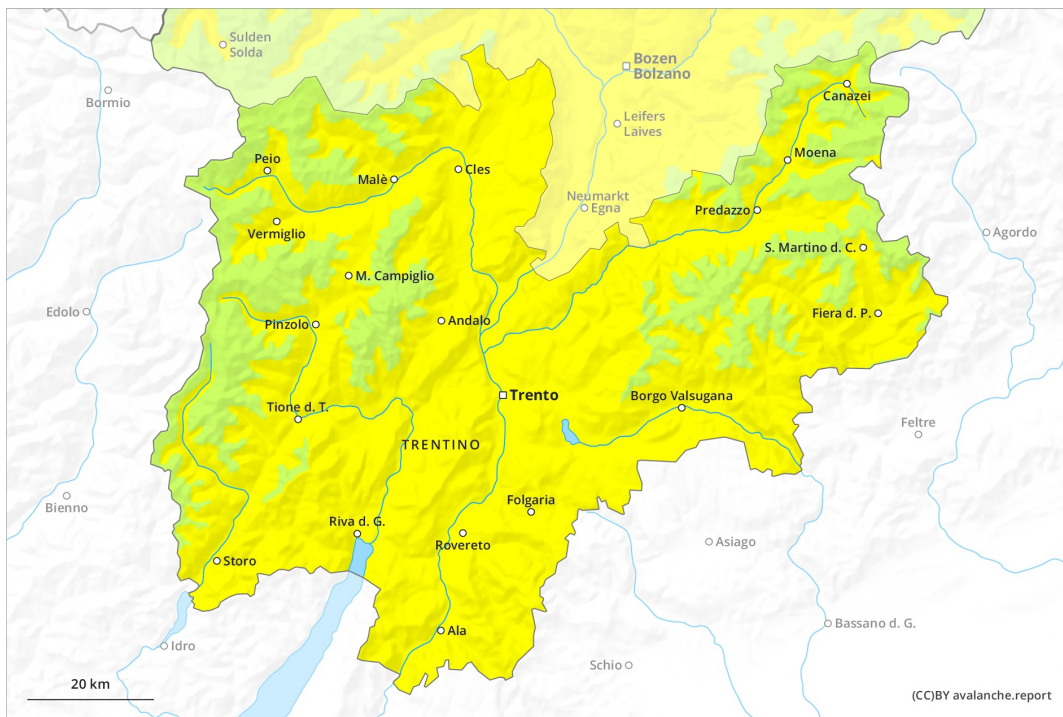 Sulden
Solda
Bozen
Bolzano
Bormio
Canazei
Leifers
Laives
Moena
Peio
Cles
Malè
Neumarkt
Egna
Predazzo
Vermiglio
Agordo
S. Martino d. C.
M. Campiglio
Edolo
Andalo
Fiera d. P.
Pinzolo
Trento
Borgo Valsugana
Tione d. T.
Feltre
TRENTINO
Bienno
Folgaria
Riva d. G.
Rovereto
Asiago
Storo
Bassano d. G.
Ala
Idro
Schio
20 km
(CC)BY avalanche.report